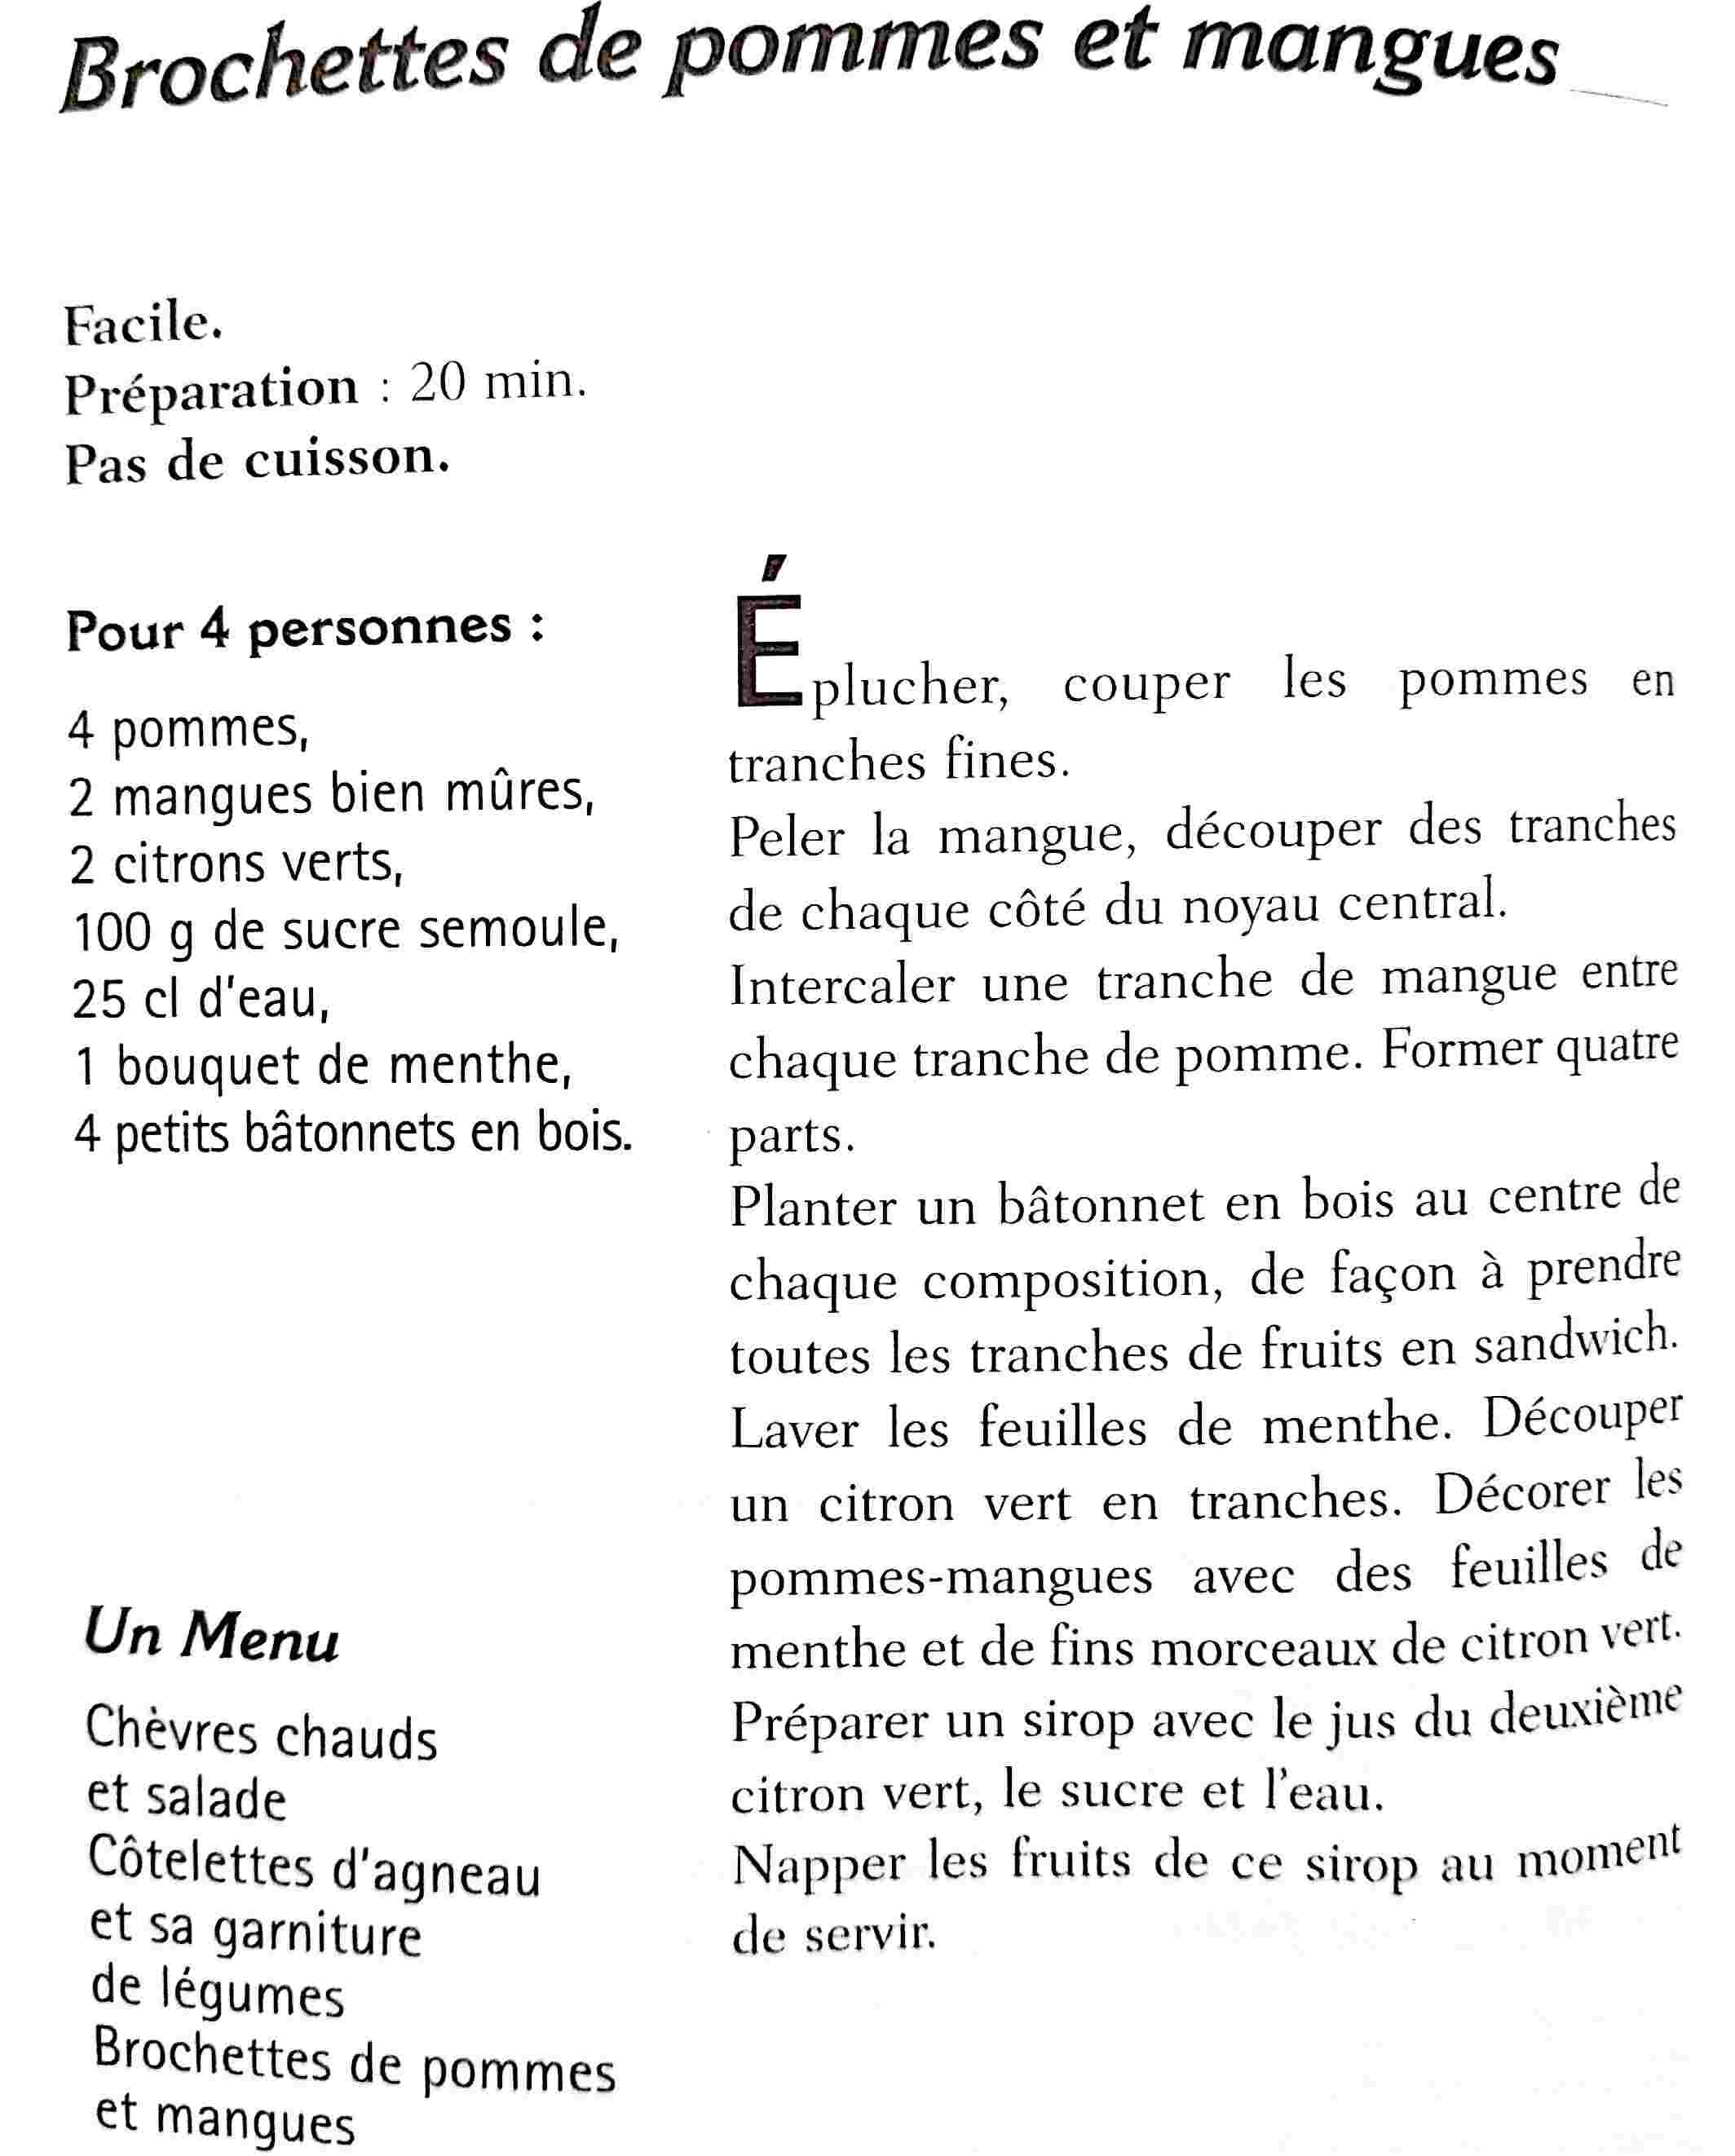 Brochettes de pommes et mangues
Facile.
Préparation : 20 min.
Pas de cuisson.
Pour 4 personnes :
4 pommes,
2 mangues bien mûres,
2 citrons verts,
100 g de sucre semoule,
25 cl d'eau,
1 bouquet de menthe,
4 petits bâtonnets en bois.
Éplucher, couper les pommes en
tranches fines.
Peler la mangue, découper des tranches
de chaque côté du noyau central.
Intercaler une tranche de mangue entre
chaque tranche de pomme. Former quatre
parts.
Planter un bâtonnet en bois au centre de
chaque composition, de façon à prendre
toutes les tranches de fruits en sandwich.
Laver les feuilles de menthe. Découper
un citron vert en tranches. Décorer les
pommes-mangues avec des feuilles de
menthe et de fins morceaux de citron vert.
Préparer un sirop avec le jus du deuxième
citron vert, le sucre et l'eau.
Napper les fruits de ce sirop au moment
de servir.
Un Menu
Chèvres chauds
et salade
Côtelettes d'agneau
et sa garniture
de légumes
Brochettes de pommes
et mangues